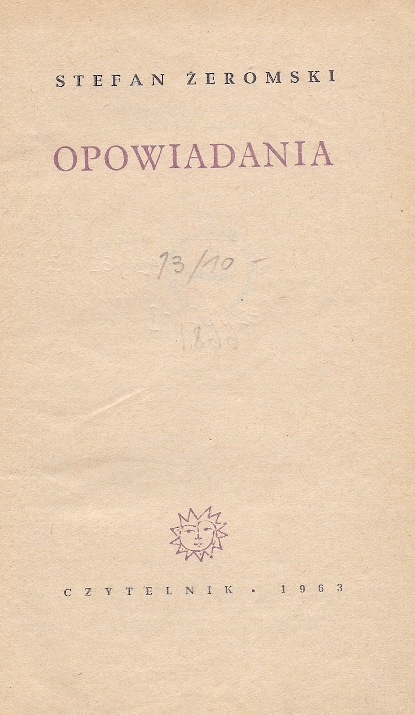 STEFAN ŻEROMSKI
OPOWIADANIA
13/10 -
CZYTELNIK • 1963